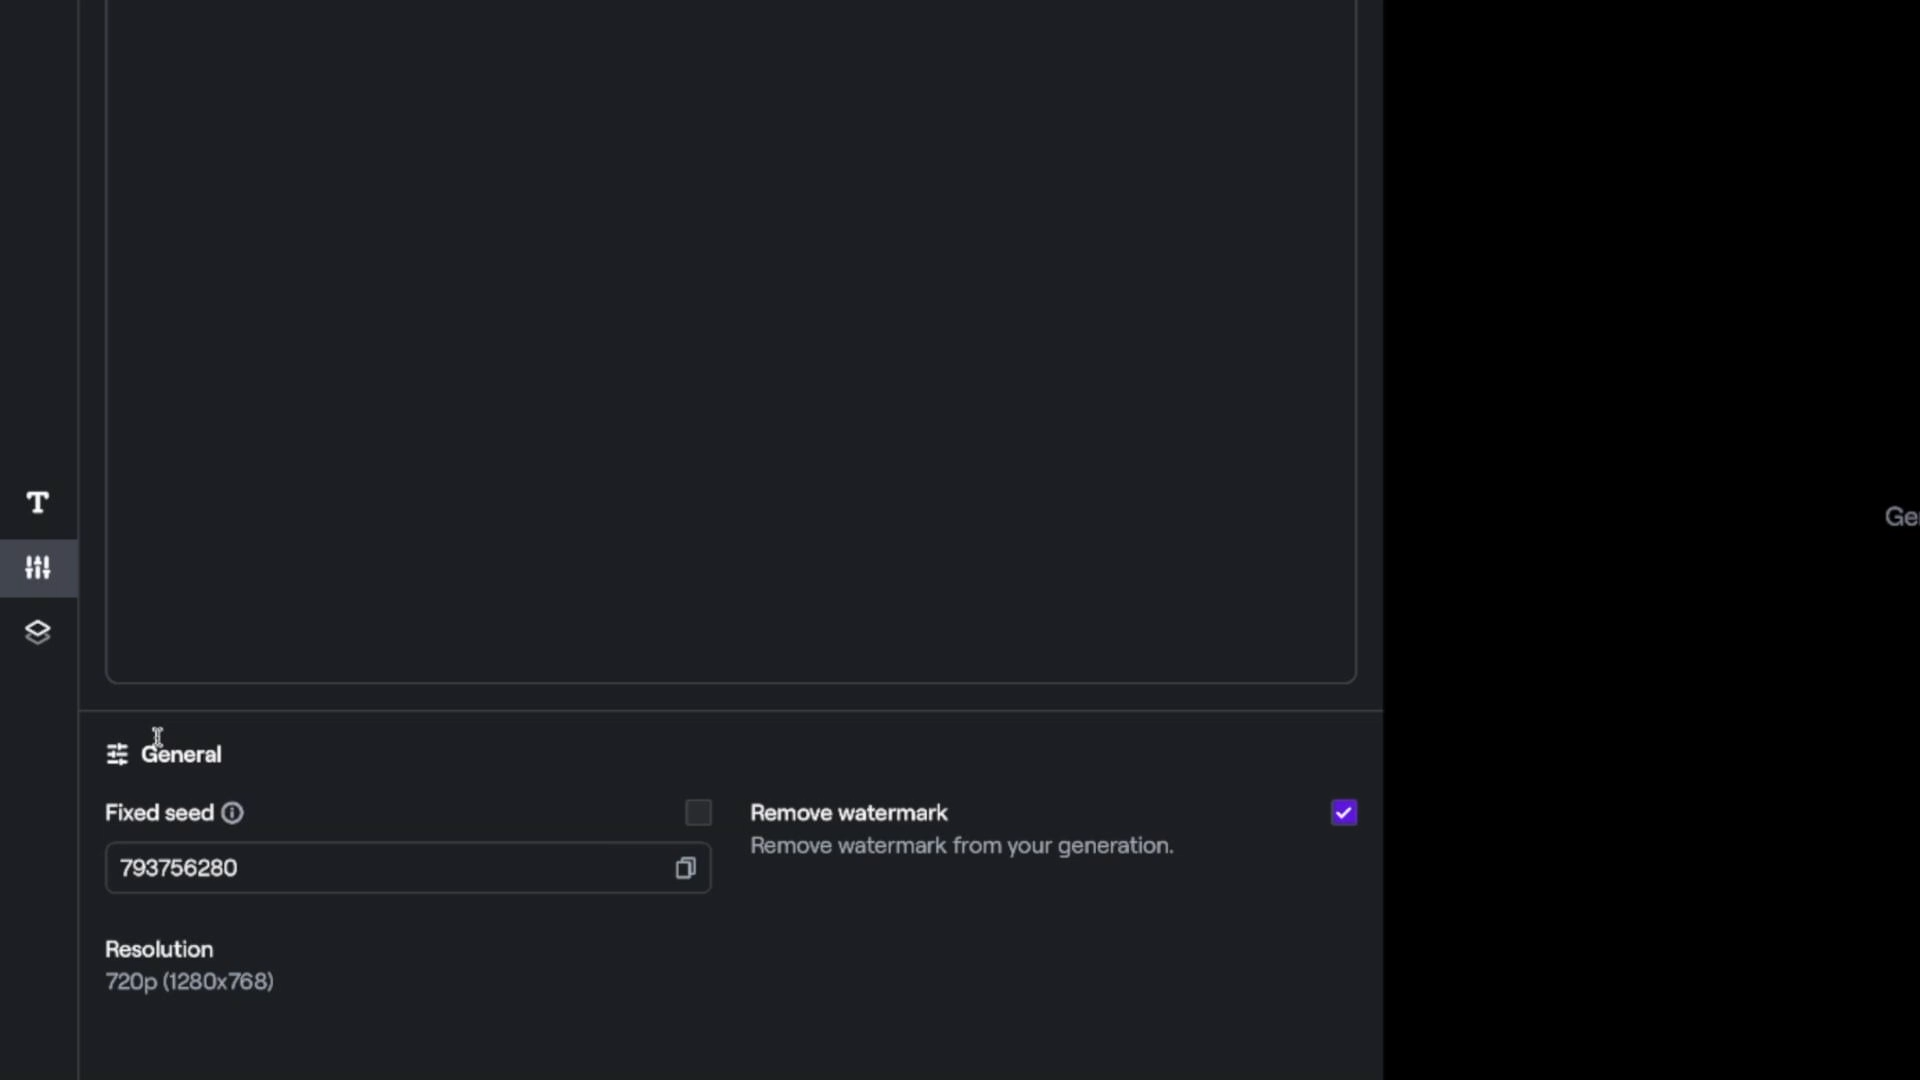 General
Fixed seed
Remove watermark
Remove watermark from your generation.
793756280
Resolution
720p (1280x768)